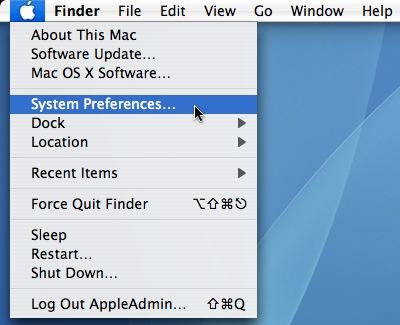 Finder File Edit View Go Window Help
About This Mac
Software Update...
Mac OS X Software...
System Preferences...
Dock
Location
Recent Items
Force Quit Finder ⌥⇧⌘⎋
Sleep
Restart...
Shut Down...
Log Out AppleAdmin... ⇧⌘Q